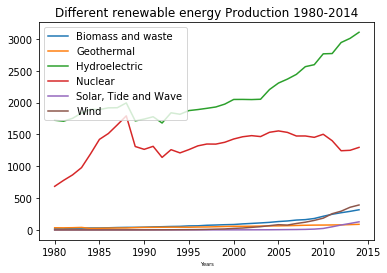 Different renewable energy Production 1980-2014
Biomass and waste
Geothermal
Hydroelectric
Nuclear
Solar, Tide and Wave
Wind
3000
2500
2000
1500
1000
500
0
1980 1985 1990 1995 2000 2005 2010 2015
Years